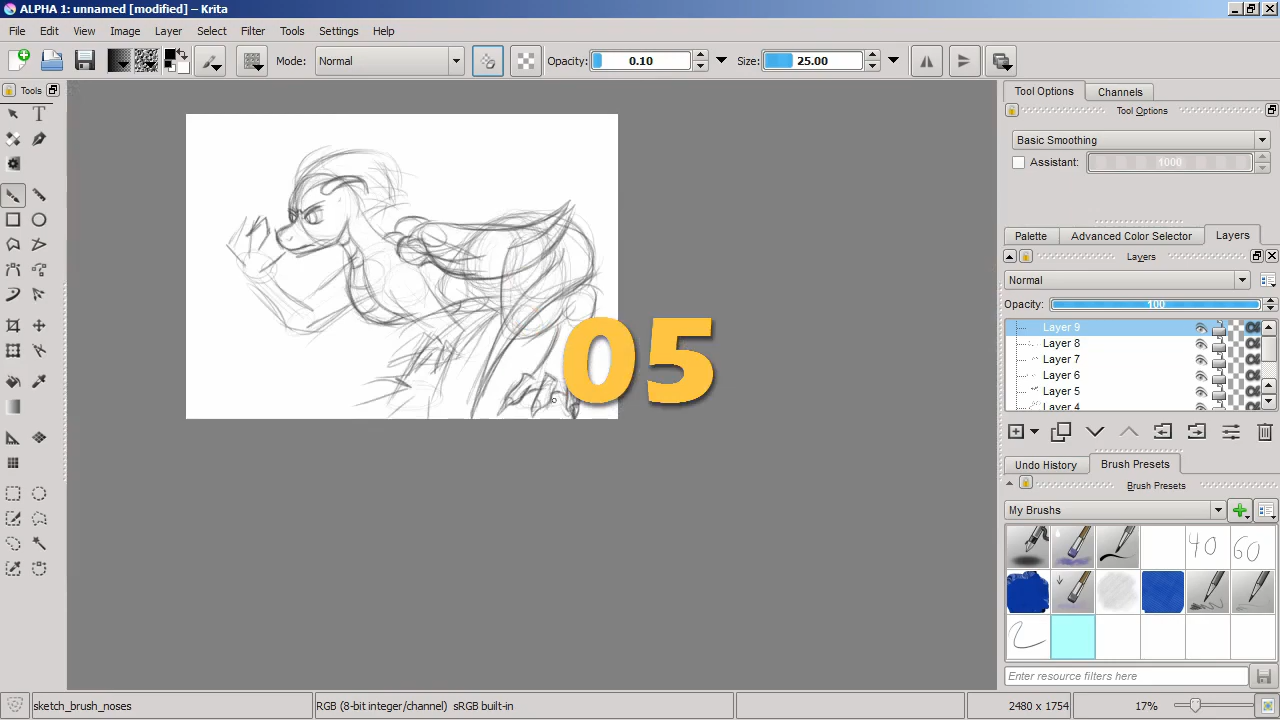 ALPHA 1: unnamed [modified] – Krita
File Edit View Image Layer Select Filter Tools Settings Help
Mode: Normal Opacity: 0.10 Size: 25.00
Tools
T
Tool Options Channels
Tool Options
Basic Smoothing
Assistant: 1000
Palette Advanced Color Selector Layers
Layers
Normal
Opacity: 100
Layer 9
Layer 8
Layer 7
Layer 6
Layer 5
Layer 4
05
Undo History Brush Presets
Brush Presets
My Brushes
40 60
Enter resource filters here
sketch_brush_noses RGB (8-bit integer/channel) sRGB built-in 2480 x 1754 17%